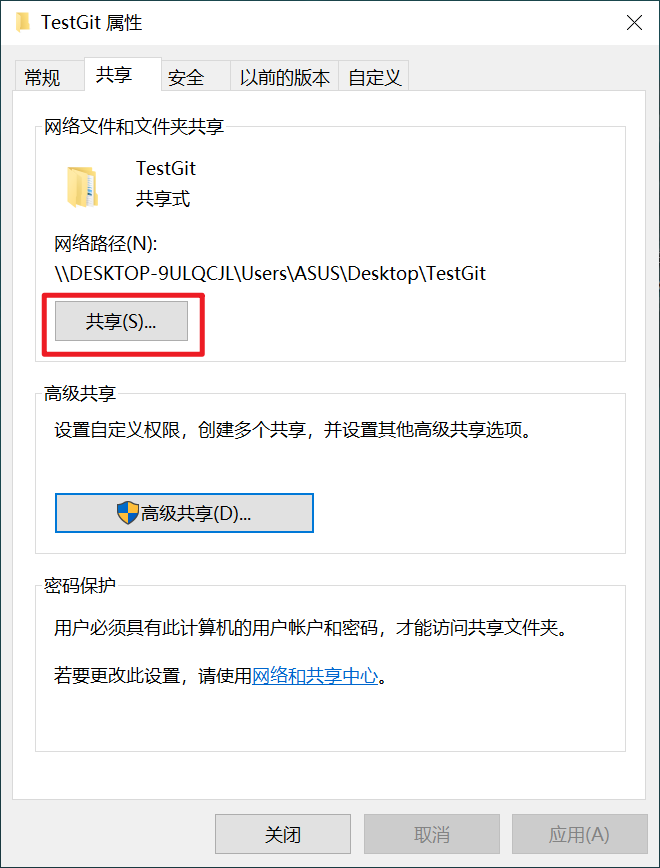 TestGit 属性
常规
共享
安全
以前的版本
自定义
网络文件和文件夹共享
TestGit
共享式
网络路径(N):
\\DESKTOP-9ULQCJL\Users\ASUS\Desktop\TestGit
共享(S)...
高级共享
设置自定义权限，创建多个共享，并设置其他高级共享选项。
高级共享(D)...
密码保护
用户必须具有此计算机的用户帐户和密码，才能访问共享文件夹。
若要更改此设置，请使用网络和共享中心。
关闭
取消
应用(A)